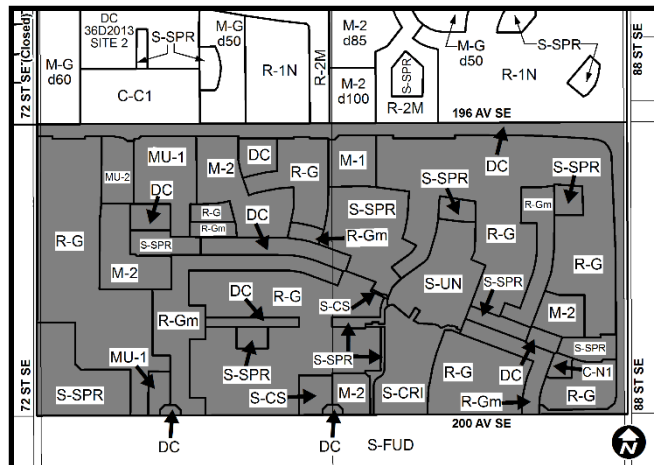 DC
36D2013
SITE 2
S-SPR
M-G
d50
M-2
d85
M-G
d50
S-SPR
72 ST SE (Closed)
M-G
d60
R-1N
R-2M
S-SPR
R-1N
88 ST SE
C-C1
M-2
d100
R-2M
196 AV SE
MU-2
MU-1
M-2
DC
R-G
M-1
DC
S-SPR
S-SPR
DC
R-G
R-Gm
S-SPR
DC
S-SPR
R-Gm
R-Gm
R-G
R-G
R-G
M-2
S-UN
S-SPR
M-2
R-Gm
DC
R-G
S-CS
S-SPR
MU-1
S-SPR
S-SPR
DC
C-N1
72 ST SE
S-SPR
S-CS
M-2
S-CRI
R-G
R-Gm
R-G
88 ST SE
200 AV SE
DC
DC
S-FUD
N